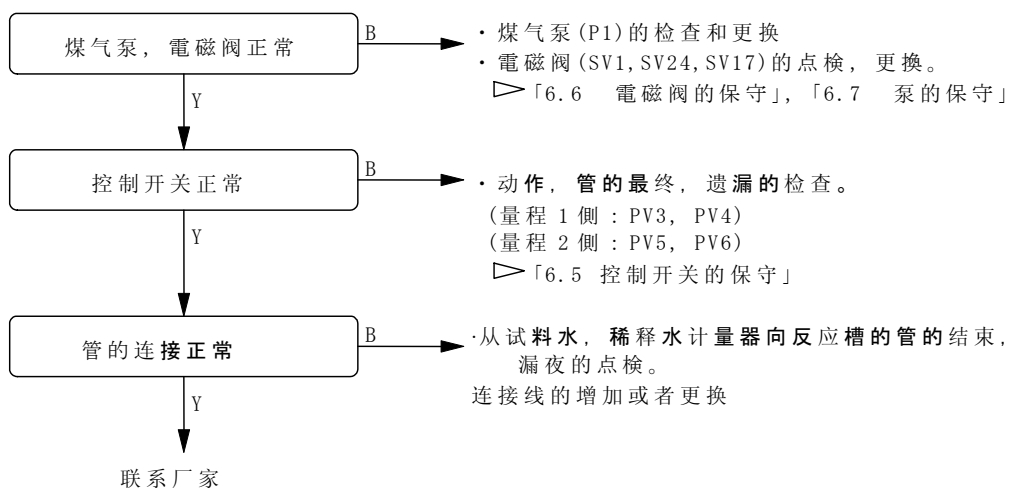 煤气泵, 電磁阀正常
B
・煤气泵(P1)的检查和更换
・電磁阀(SV1,SV24,SV17)的点検, 更換。
「6.6 電磁阀的保守」,「6.7 泵的保守」
Y
控制开关正常
B
・动作, 管的最终, 遗漏的检查。
(量程 1 側 : PV3, PV4)
(量程 2 側 : PV5, PV6)
「6.5 控制开关的保守」
Y
管的连接正常
B
·从试料水, 稀释水计量器向反应槽的管的结束,
漏夜的点検。
连接线的增加或者更换
Y
联系厂家